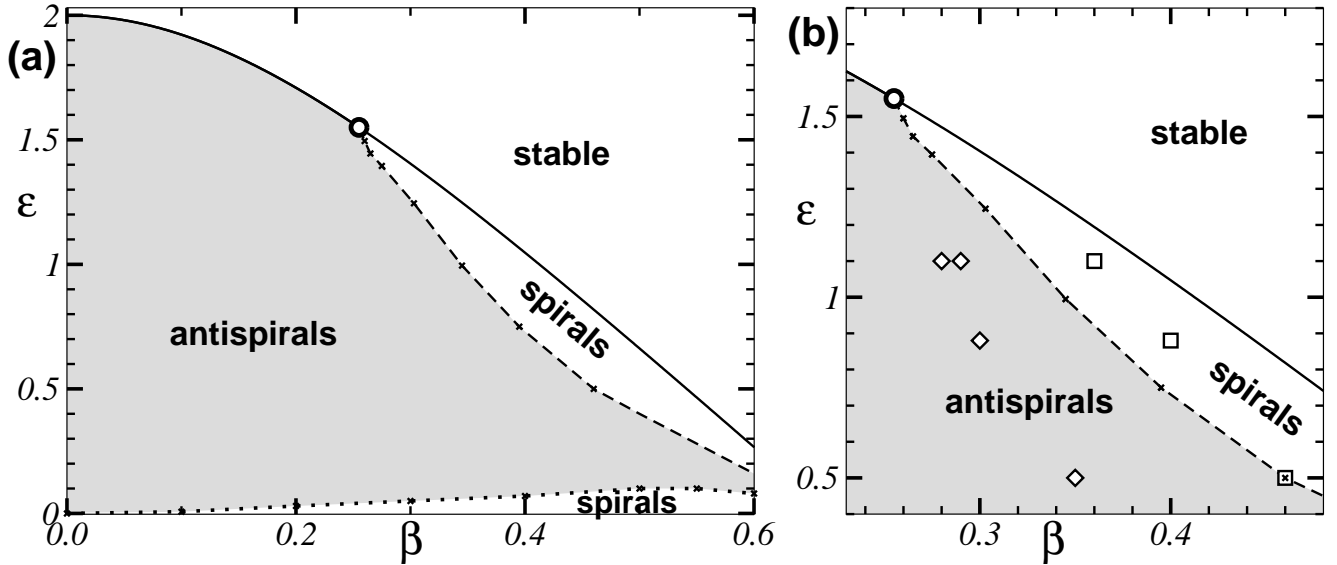 (a)
2
1.5
ε
1
0.5
0
stable
spirals
antispirals
spirals
0.0
0.2
β
0.4
0.6
(b)
1.5
ε
1
0.5
stable
spirals
antispirals
0.3
β
0.4